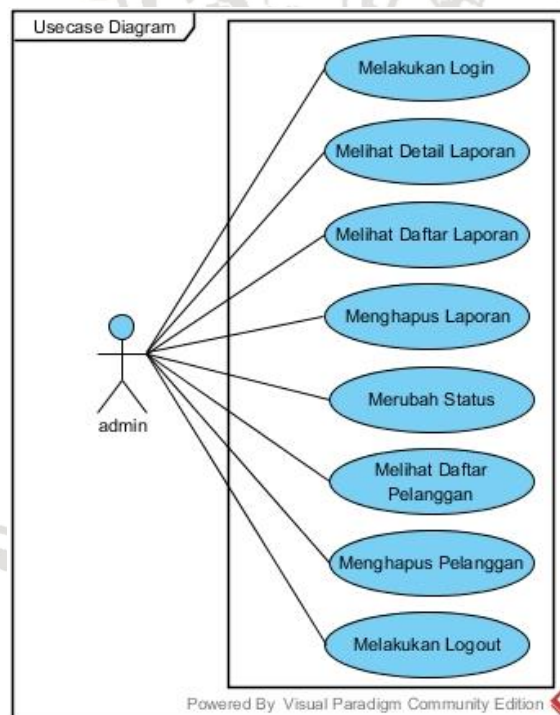 Usecase Diagram
Melakukan Login
Melihat Detail Laporan
Melihat Daftar Laporan
Menghapus Laporan
Merubah Status
admin
Melihat Daftar
Pelanggan
Menghapus Pelanggan
Melakukan Logout
Powered By Visual Paradigm Community Edition